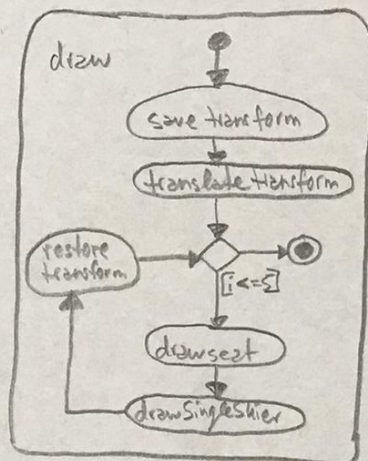 draw
save transform
translate transform
restore
transform
[i<=5]
drawseat
drawSingleSkier